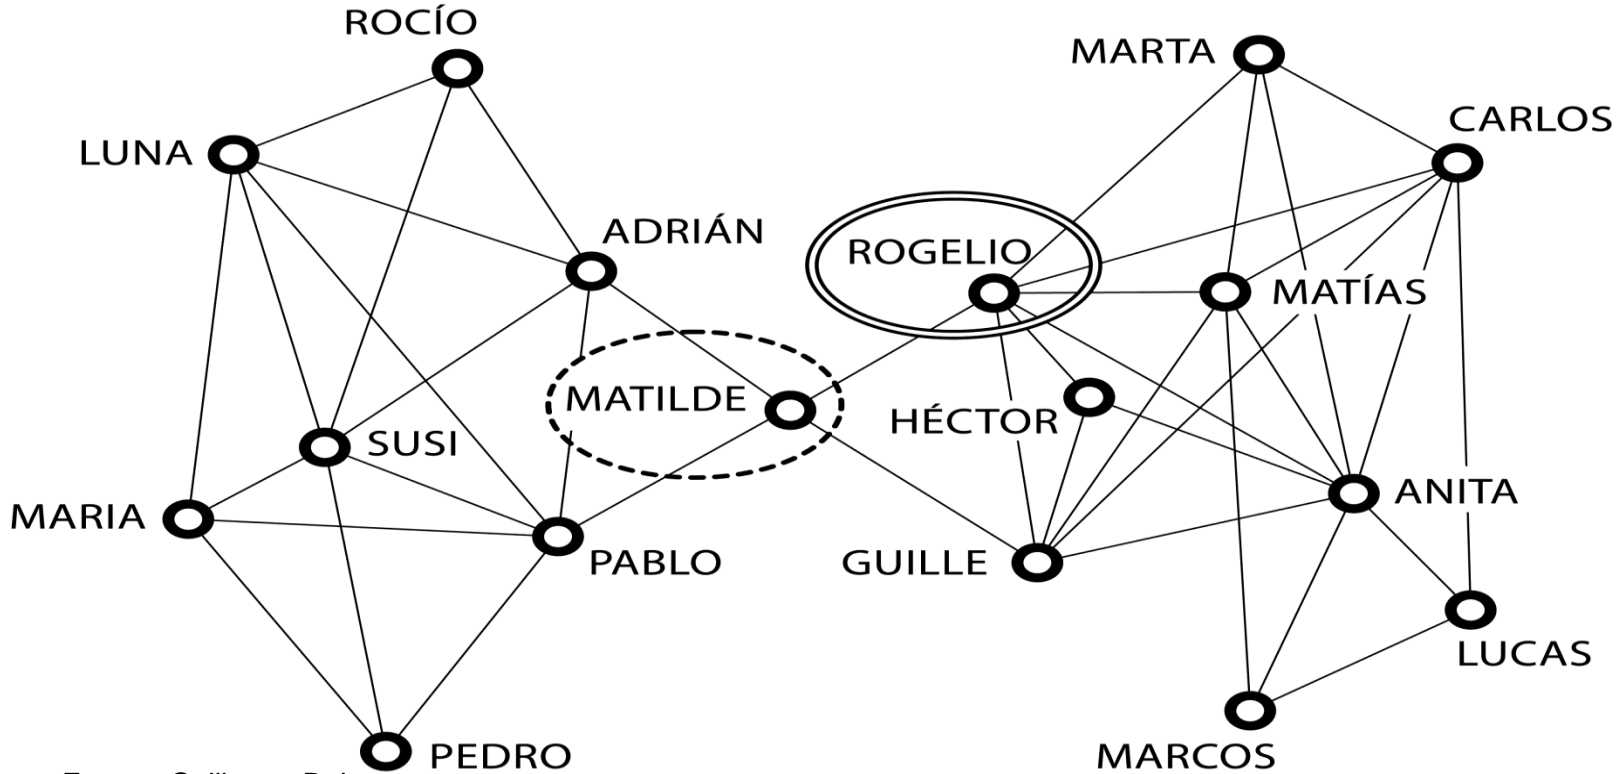 ROCÍO
MARTA
CARLOS
LUNA
ADRIÁN
ROGELIO
MATÍAS
MATILDE
HÉCTOR
SUSI
ANITA
MARIA
PABLO
GUILLE
LUCAS
PEDRO
MARCOS